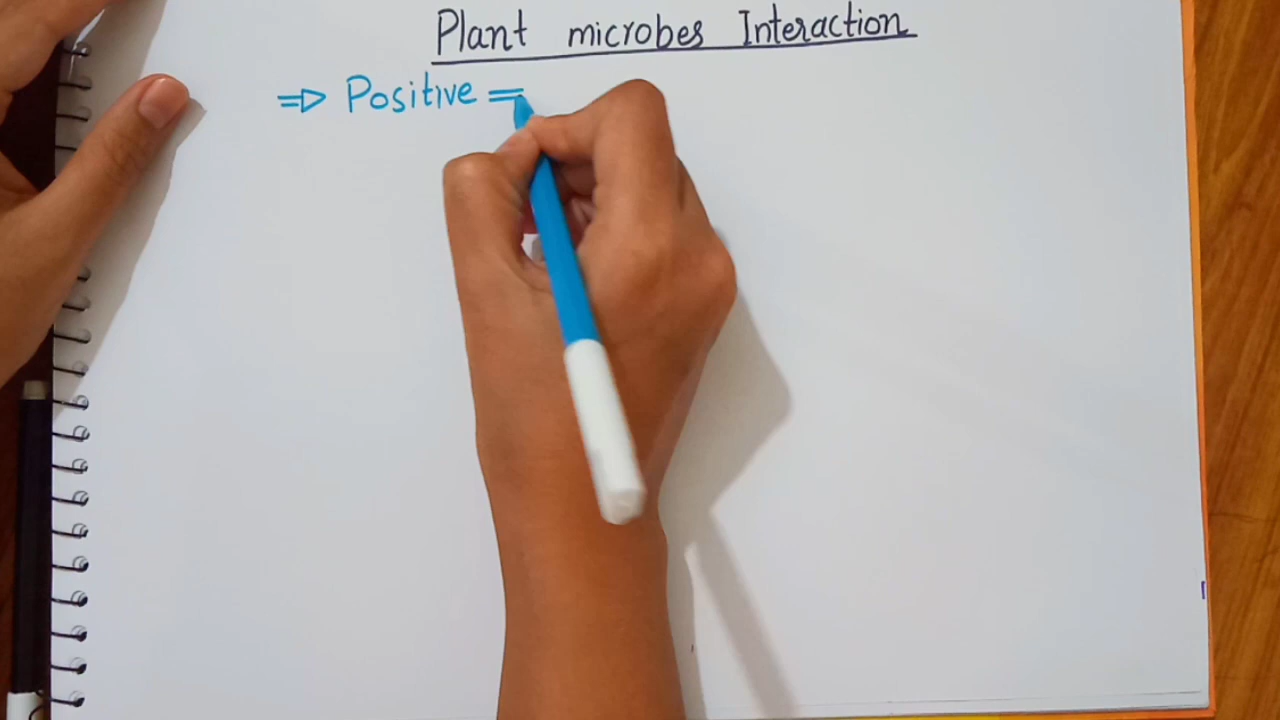 Plant microbes Interaction
⇒ Positive =